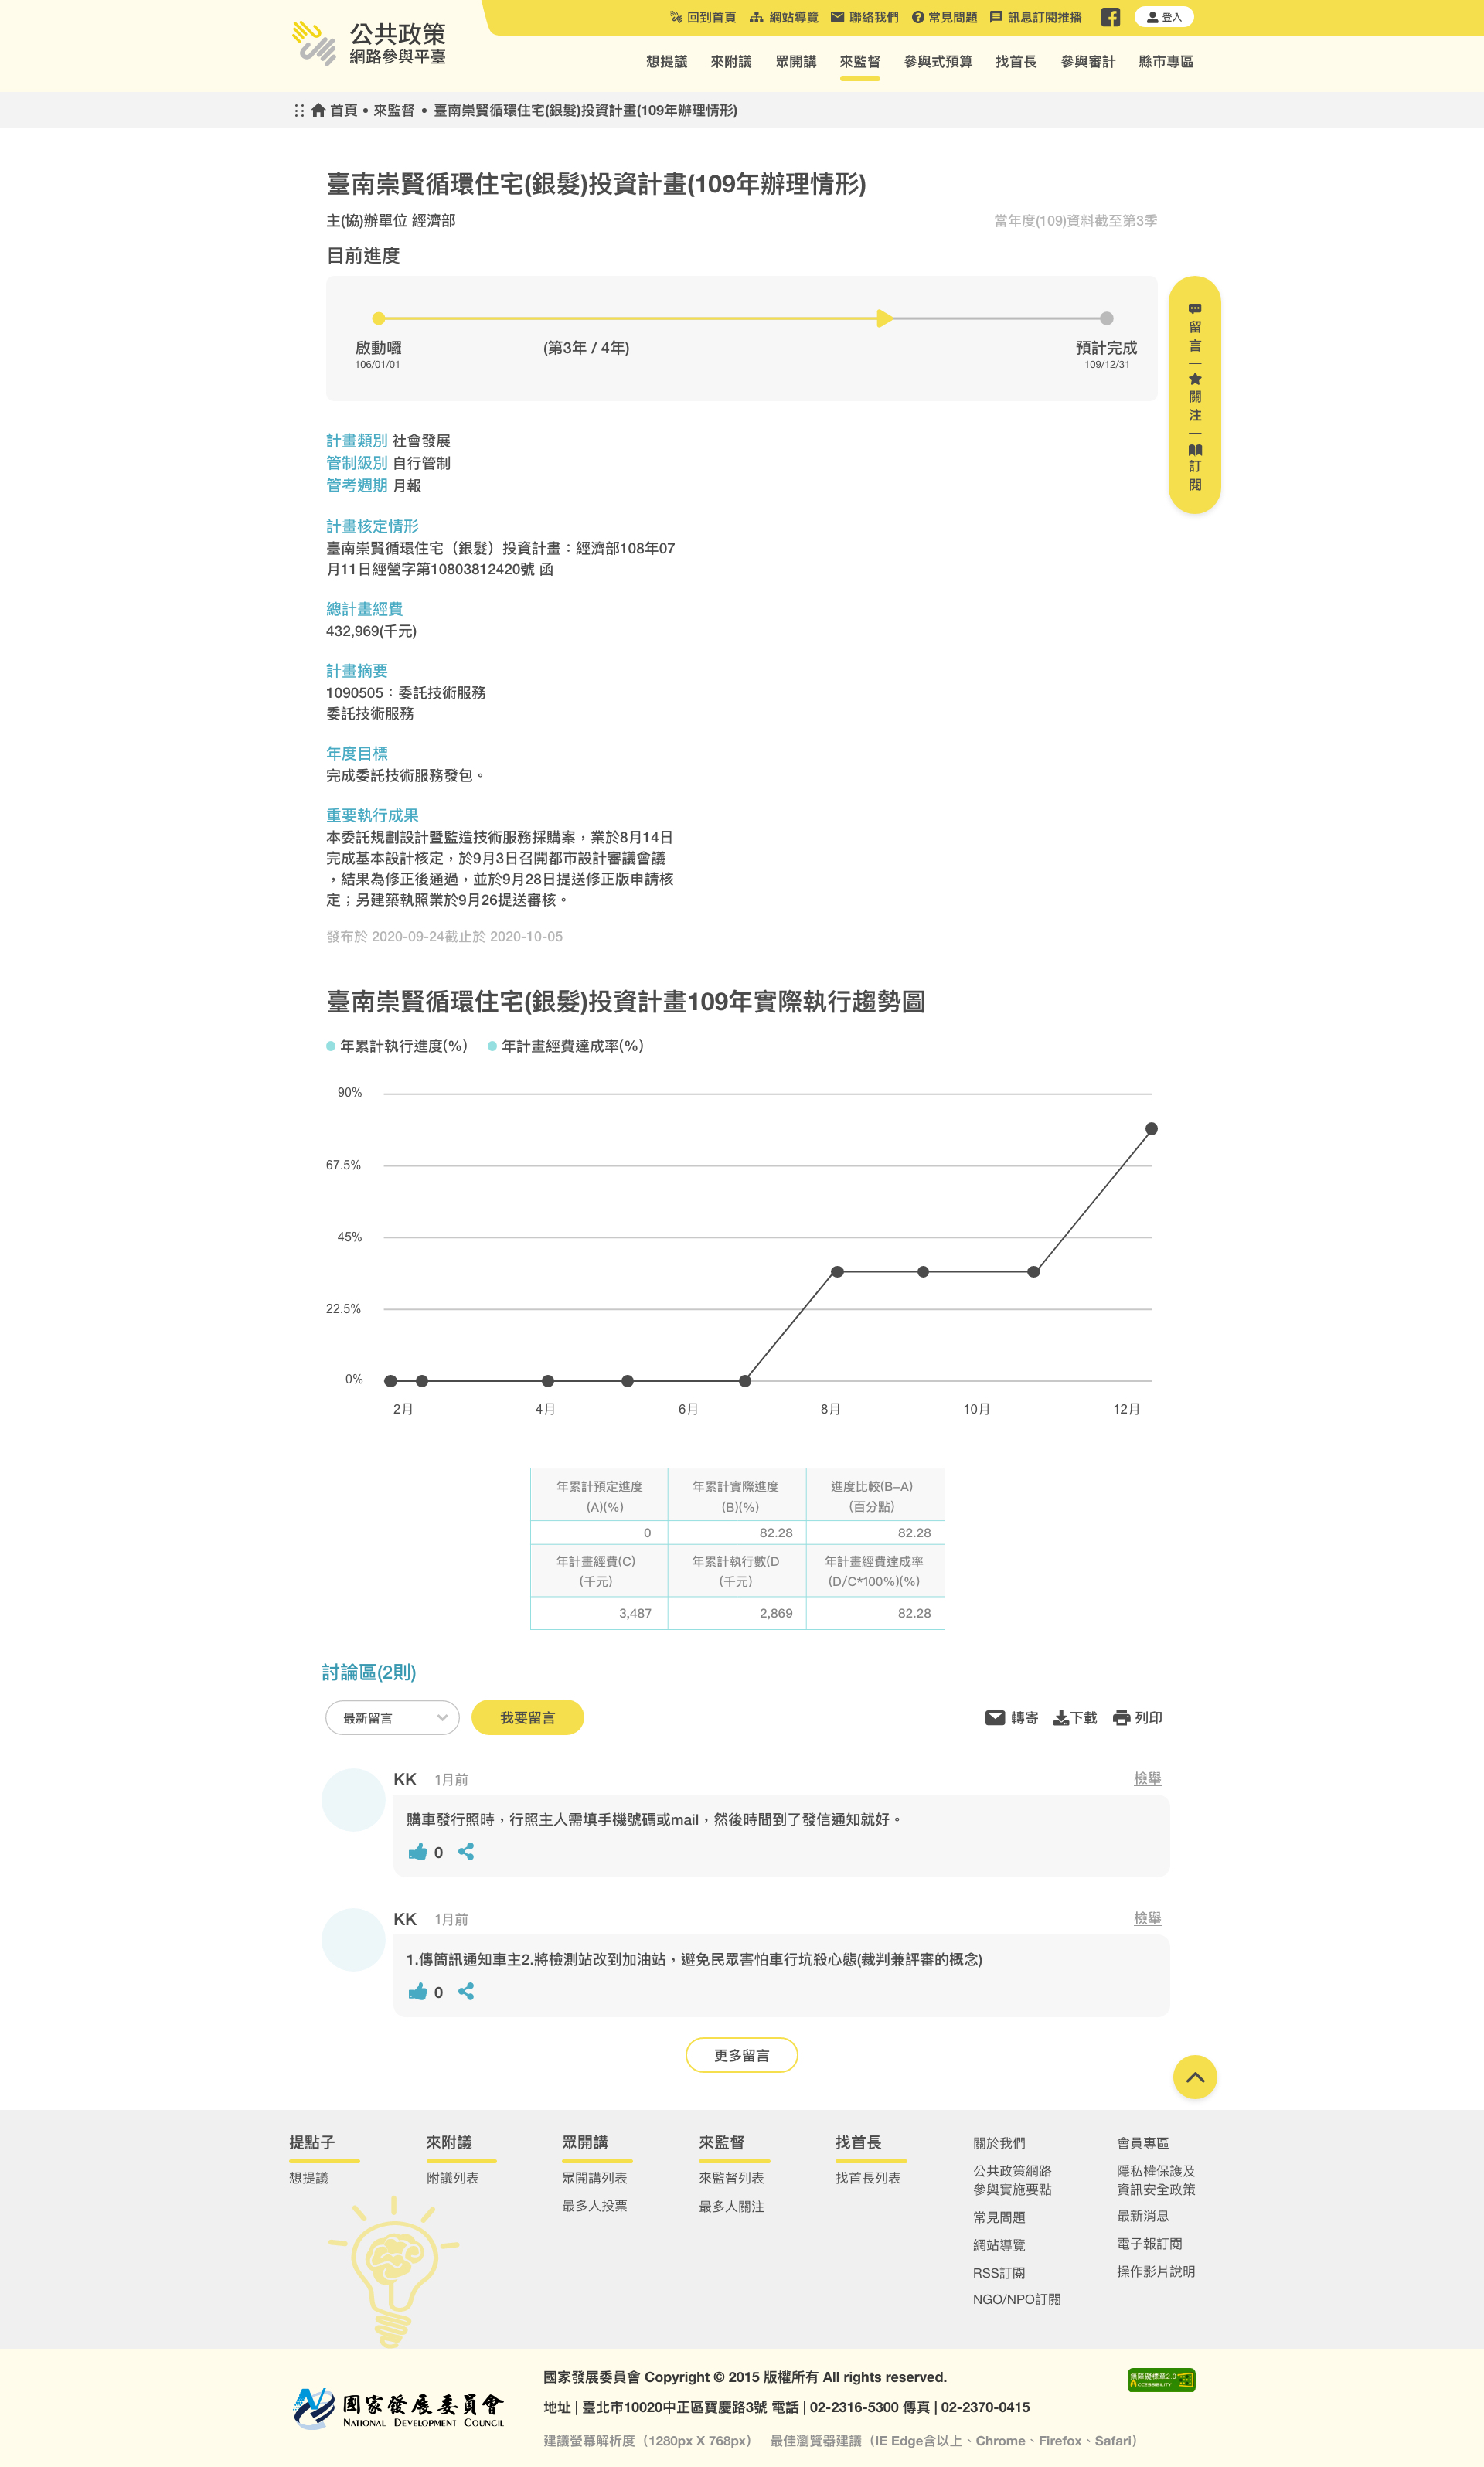 公共政策
網路參與平臺
回到首頁 網站導覽 聯絡我們 常見問題 訊息訂閱推播 登入
想提議 來附議 眾開講 來監督 參與式預算 找首長 參與審計 縣市專區
首頁 • 來監督 • 臺南崇賢循環住宅(銀髮)投資計畫(109年辦理情形)
臺南崇賢循環住宅(銀髮)投資計畫(109年辦理情形)
主(協)辦單位 經濟部
當年度(109)資料截至第3季
目前進度
啟動囉
106/01/01
(第3年 / 4年)
預計完成
109/12/31
留言
關注
訂閱
計畫類別 社會發展
管制級別 自行管制
管考週期 月報
計畫核定情形
臺南崇賢循環住宅（銀髮）投資計畫：經濟部108年07
月11日經營字第10803812420號 函
總計畫經費
432,969(千元)
計畫摘要
1090505：委託技術服務
委託技術服務
年度目標
完成委託技術服務發包。
重要執行成果
本委託規劃設計暨監造技術服務採購案，業於8月14日
完成基本設計核定，於9月3日召開都市設計審議會議
，結果為修正後通過，並於9月28日提送修正版申請核
定；另建築執照業於9月26提送審核。
發布於 2020-09-24截止於 2020-10-05
臺南崇賢循環住宅(銀髮)投資計畫109年實際執行趨勢圖
年累計執行進度(%) 年計畫經費達成率(%)
90%
67.5%
45%
22.5%
0%
2月 4月 6月 8月 10月 12月
年累計預定進度 年累計實際進度 進度比較(B–A)
(A)(%) (B)(%) (百分點)
0 82.28 82.28
年計畫經費(C) 年累計執行數(D 年計畫經費達成率
(千元) (千元) (D/C*100%)(%)
3,487 2,869 82.28
討論區(2則)
最新留言 我要留言 轉寄 下載 列印
KK 1月前 檢舉
購車發行照時，行照主人需填手機號碼或mail，然後時間到了發信通知就好。
0
KK 1月前 檢舉
1.傳簡訊通知車主2.將檢測站改到加油站，避免民眾害怕車行坑殺心態(裁判兼評審的概念)
0
更多留言
提點子
想提議
來附議
附議列表
眾開講
眾開講列表
最多人投票
來監督
來監督列表
最多人關注
找首長
找首長列表
關於我們
公共政策網路
參與實施要點
常見問題
網站導覽
RSS訂閱
NGO/NPO訂閱
會員專區
隱私權保護及
資訊安全政策
最新消息
電子報訂閱
操作影片說明
國家發展委員會
NATIONAL DEVELOPMENT COUNCIL
國家發展委員會 Copyright © 2015 版權所有 All rights reserved.
地址 | 臺北市10020中正區寶慶路3號 電話 | 02-2316-5300 傳真 | 02-2370-0415
建議螢幕解析度（1280px X 768px） 最佳瀏覽器建議（IE Edge含以上、Chrome、Firefox、Safari）
無障礙標章2.0
ACCESSIBILITY